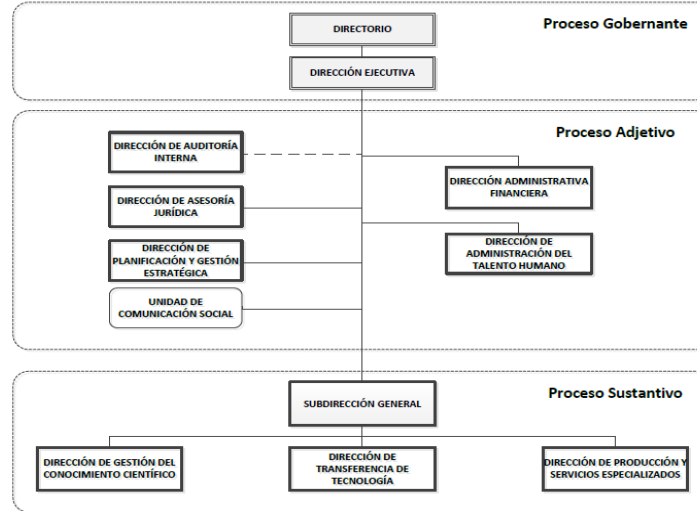 Proceso Gobernante
DIRECTORIO
DIRECCIÓN EJECUTIVA
Proceso Adjetivo
DIRECCIÓN DE AUDITORÍA
INTERNA
DIRECCIÓN ADMINISTRATIVA
FINANCIERA
DIRECCIÓN DE ASESORÍA
JURÍDICA
DIRECCIÓN DE
PLANIFICACIÓN Y GESTIÓN
ESTRATÉGICA
DIRECCIÓN DE
ADMINISTRACIÓN DEL
TALENTO HUMANO
UNIDAD DE
COMUNICACIÓN SOCIAL
Proceso Sustantivo
SUBDIRECCIÓN GENERAL
DIRECCIÓN DE GESTIÓN DEL
CONOCIMIENTO CIENTÍFICO
DIRECCIÓN DE
TRANSFERENCIA DE
TECNOLOGÍA
DIRECCIÓN DE PRODUCCIÓN Y
SERVICIOS ESPECIALIZADOS